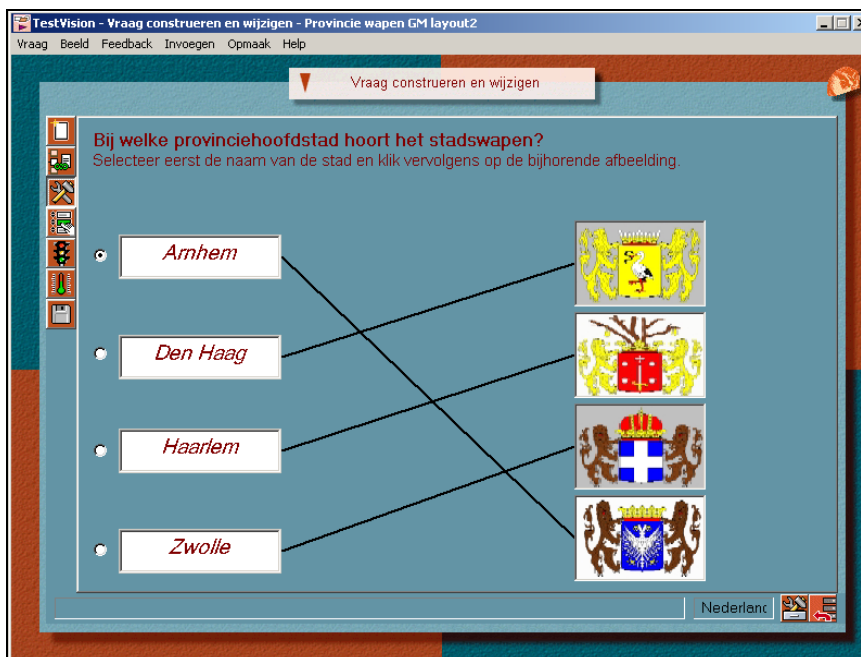 TestVision - Vraag construeren en wijzigen - Provincie wapen GM layout2
Vraag Beeld Feedback Invoegen Opmaak Help
Vraag construeren en wijzigen
Bij welke provinciehoofdstad hoort het stadswapen?
Selecteer eerst de naam van de stad en klik vervolgens op de bijhorende afbeelding.
Arnhem
Den Haag
Haarlem
Zwolle
Nederlanc